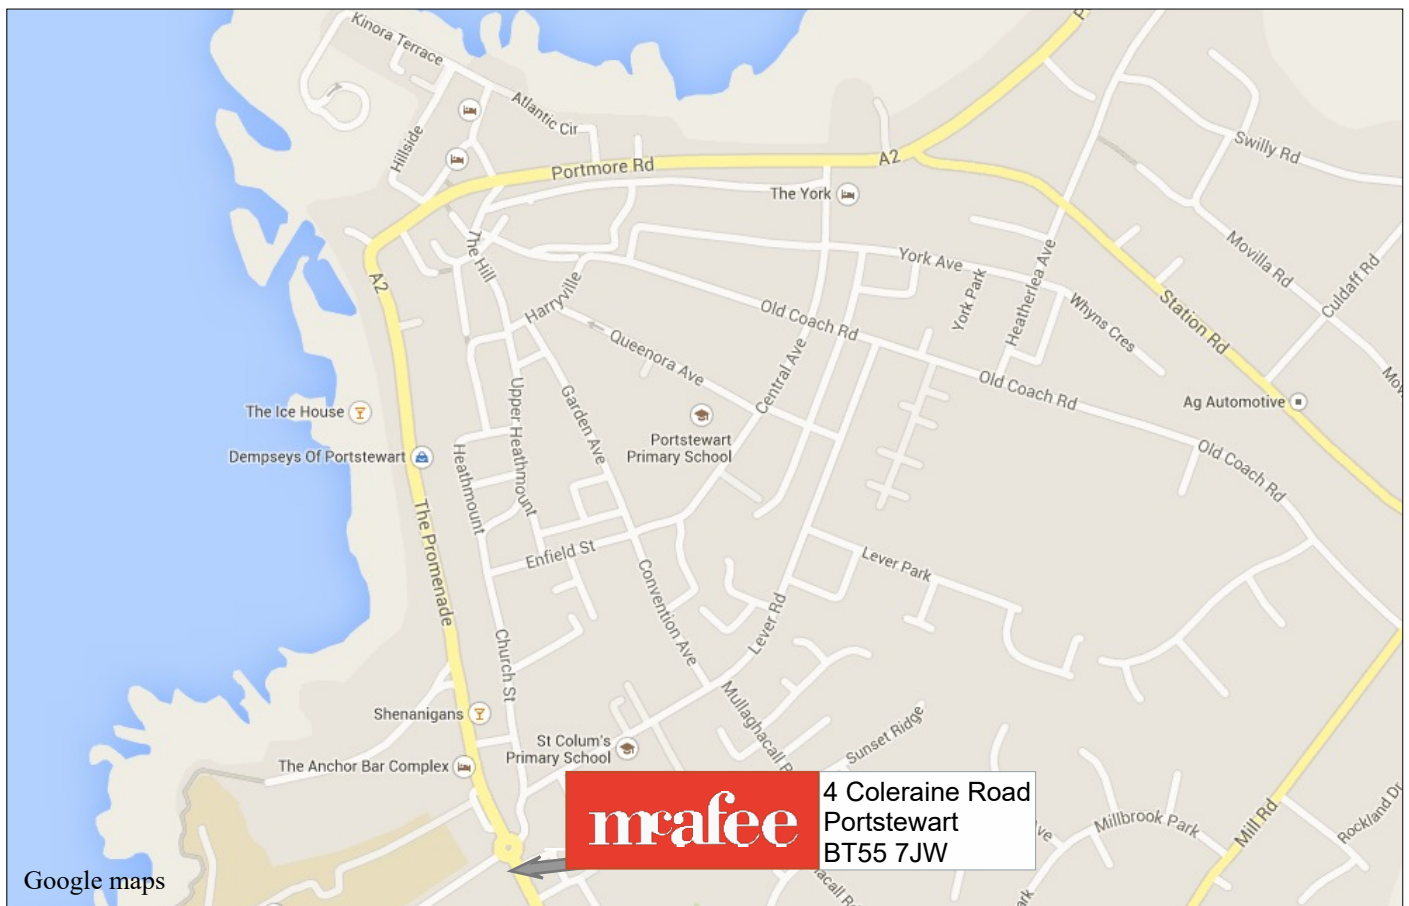 Kinora Terrace
Atlantic Cir
Hillside
Portmore Rd
A2
Swilly Rd
The York
The Hill
York Ave
Movilla Rd
Culdaff Rd
A2
Harryville
Old Coach Rd
York Park
Heatherlea Ave
Whyns Cres
Station Rd
Queenora Ave
Central Ave
Old Coach Rd
The Ice House
Upper Heathmount
Garden Ave
Ag Automotive
Dempseys Of Portstewart
Heathmount
Portstewart
Primary School
Old Coach Rd
The Promenade
Enfield St
Convention Ave
Lever Park
Lever Rd
Church St
Mullaghacall R
Shenanigans
St Colum's
Primary School
Sunset Ridge
The Anchor Bar Complex
mcafee
4 Coleraine Road
Portstewart
BT55 7JW
Ave
Millbrook Park
Mill Rd
Rockland Dr
Google maps